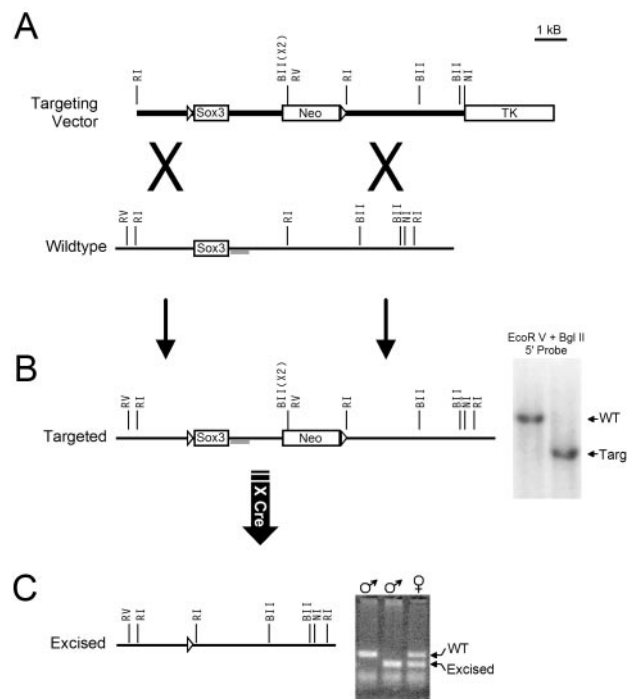 A
1 kB
RI
BII(X2)
RV
RI
BII
BII
NI
Targeting
Vector
Sox3
Neo
TK
X
X
RV
RI
RI
BII
BII
NI
RI
Wildtype
Sox3
B
RV
RI
BII(X2)
RV
RI
BII
BII
NI
RI
Targeted
Sox3
Neo
EcoR V + Bgl II
5' Probe
WT
Targ
X Cre
C
RV
RI
RI
BII
BII
NI
RI
Excised
♂ ♂ ♀
WT
Excised